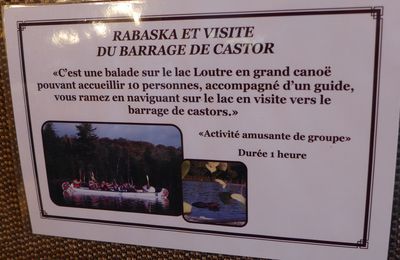 RABASKA ET VISITE
DU BARRAGE DE CASTOR
«C'est une balade sur le lac Loutre en grand canoë
pouvant accueillir 10 personnes, accompagné d'un guide,
vous ramez en naviguant sur le lac en visite vers le
barrage de castors.»
«Activité amusante de groupe»
Durée 1 heure